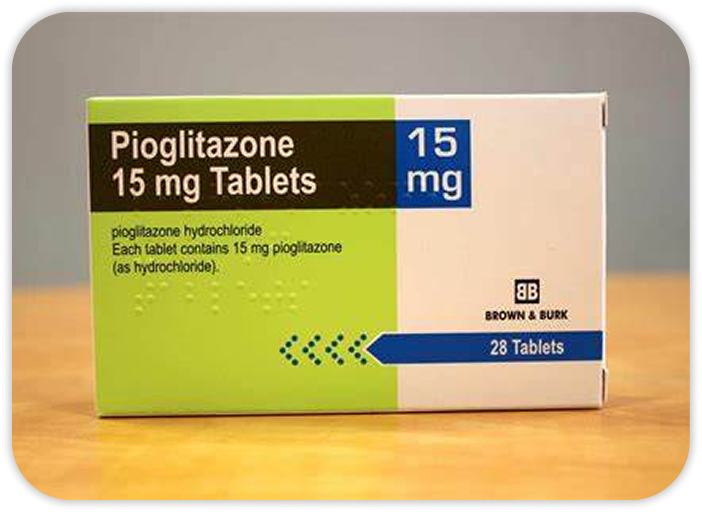 Pioglitazone
15 mg Tablets
15
mg
pioglitazone hydrochloride
Each tablet contains 15 mg pioglitazone
(as hydrochloride).
BB
BROWN & BURK
28 Tablets